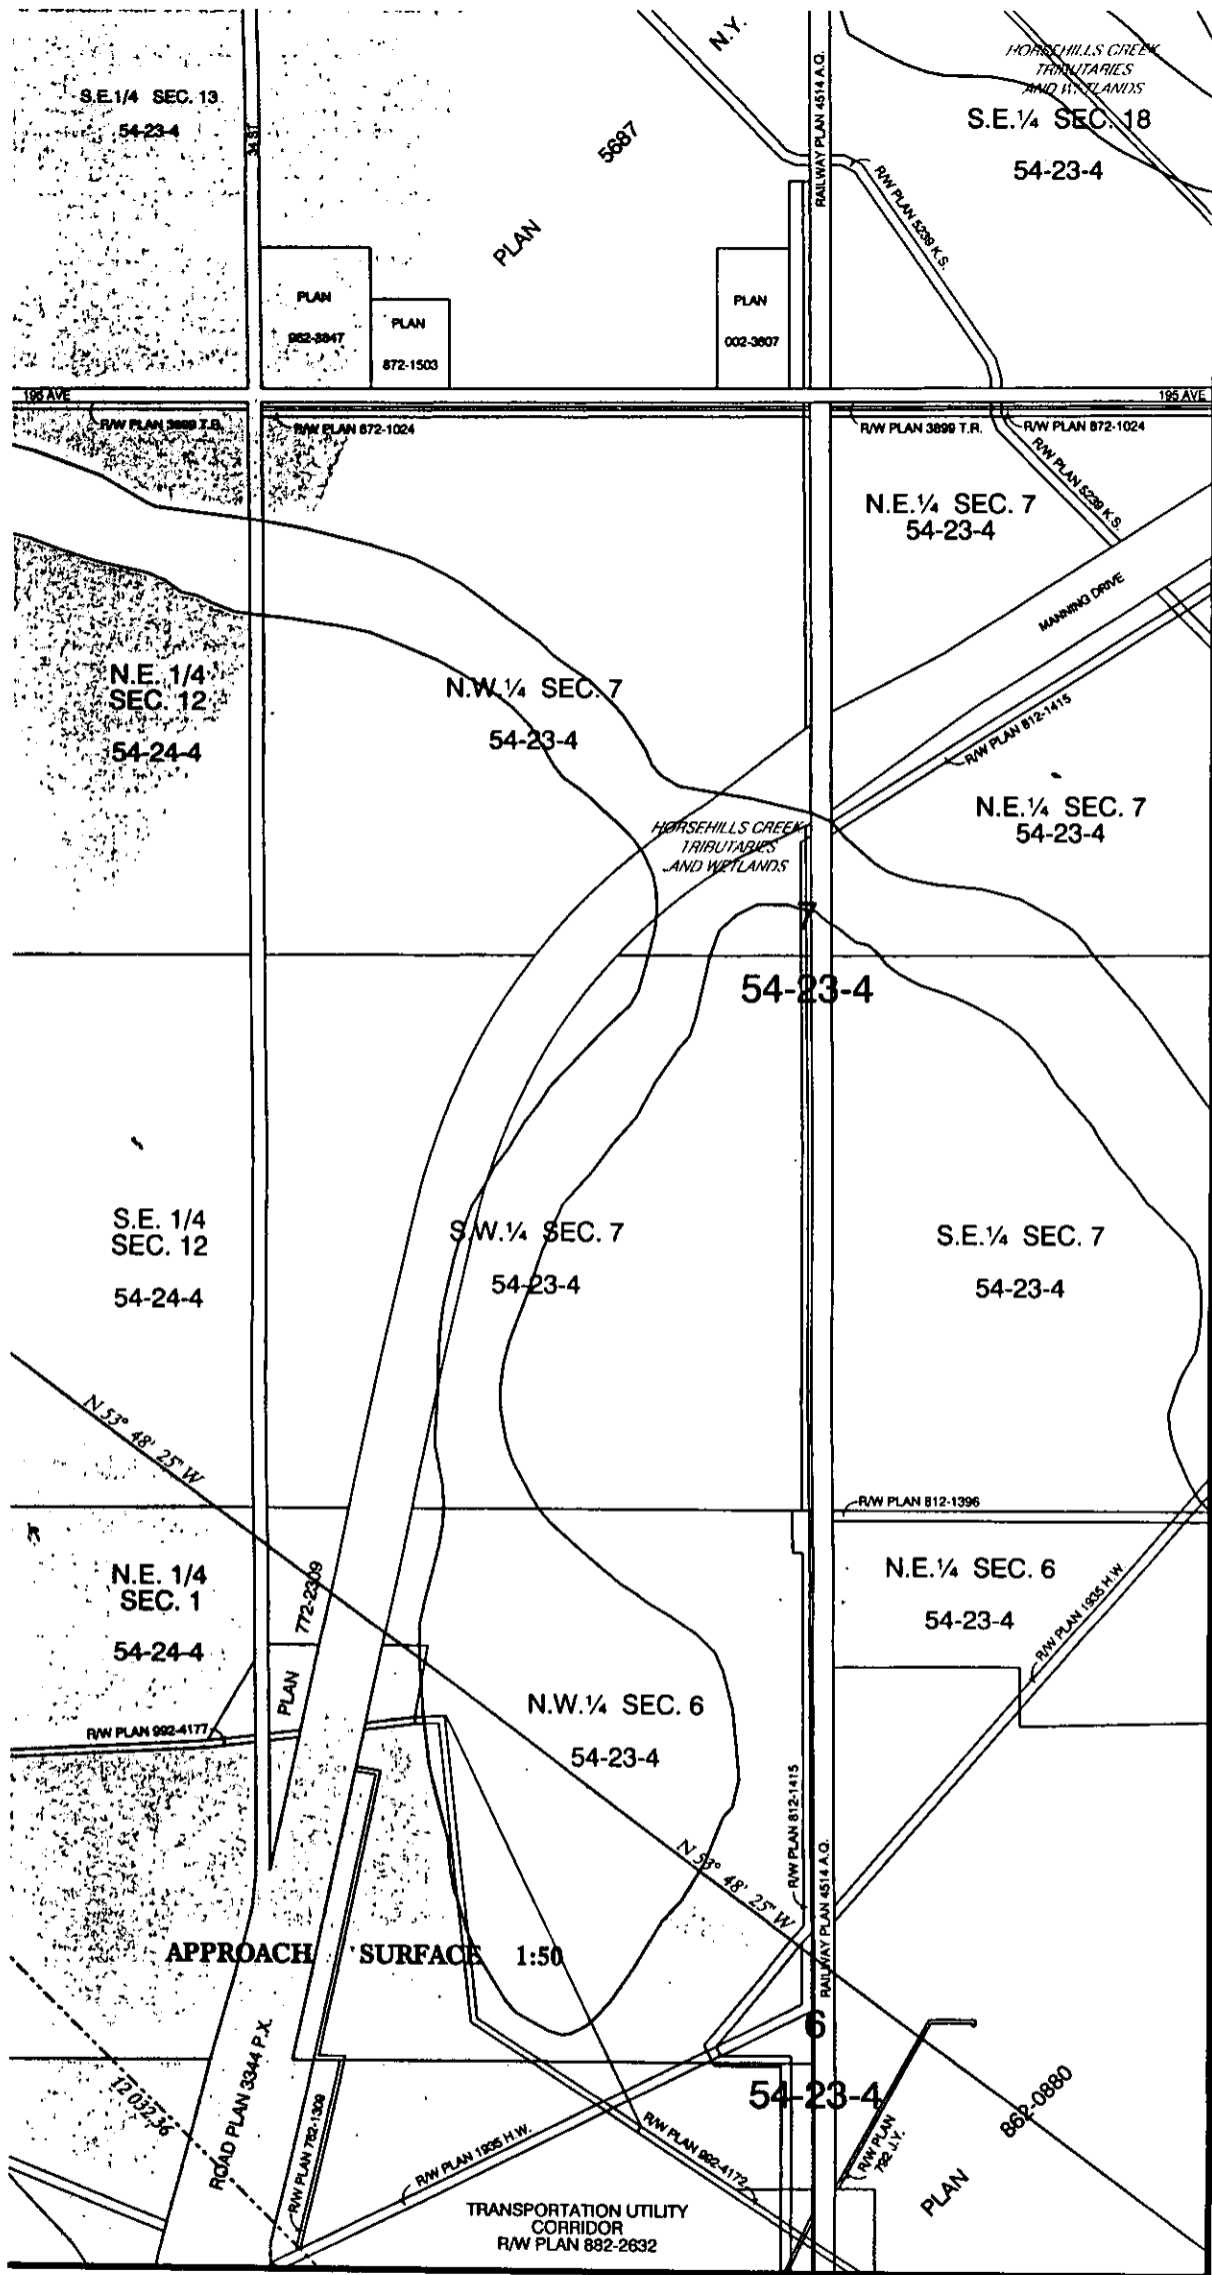 N.Y.
RAILWAY PLAN 4514 A.Q.
HORSEHILLS CREEK
TRIBUTARIES
AND WETLANDS
S.E.¼ SEC. 18
54-23-4
S.E.1/4 SEC. 13
54-23-4
34 ST
5687
PLAN
R/W PLAN 5239 K.S.
PLAN
962-3847
PLAN
872-1503
PLAN
002-3607
195 AVE
195 AVE
R/W PLAN 3899 T.R.
R/W PLAN 872-1024
R/W PLAN 3899 T.R.
R/W PLAN 872-1024
R/W PLAN 5239 K.S.
N.E.¼ SEC. 7
54-23-4
MANNING DRIVE
N.E. 1/4
SEC. 12
54-24-4
N.W.¼ SEC. 7
54-23-4
R/W PLAN 812-1415
N.E.¼ SEC. 7
54-23-4
HORSEHILLS CREEK
TRIBUTARIES
AND WETLANDS
7
54-23-4
S.E. 1/4
SEC. 12
54-24-4
S.W.¼ SEC. 7
54-23-4
S.E.¼ SEC. 7
54-23-4
N 53° 48' 25" W
R/W PLAN 812-1396
N.E. 1/4
SEC. 1
54-24-4
772-2309
PLAN
N.E.¼ SEC. 6
54-23-4
R/W PLAN 1935 H.W.
R/W PLAN 992-4177
N.W.¼ SEC. 6
54-23-4
R/W PLAN 812-1415
N 53° 48' 25" W
RAILWAY PLAN 4514 A.Q.
APPROACH SURFACE 1:50
6
54-23-4
12 032.36
ROAD PLAN 3344 P.X.
R/W PLAN 762-1309
R/W PLAN 1935 H.W.
R/W PLAN 992-4172
R/W PLAN
792 J.Y.
862-0880
PLAN
TRANSPORTATION UTILITY
CORRIDOR
R/W PLAN 882-2632